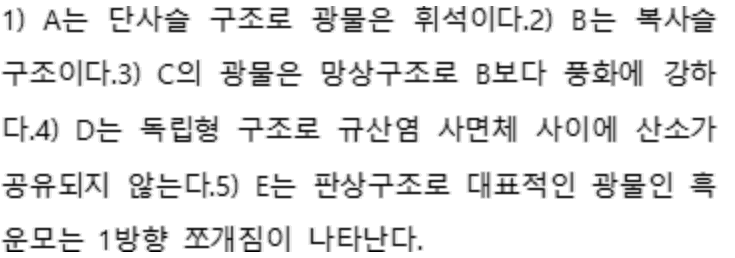 1) A는 단사슬 구조로 광물은 휘석이다.2) B는 복사슬
구조이다.3) C의 광물은 망상구조로 B보다 풍화에 강하
다.4) D는 독립형 구조로 규산염 사면체 사이에 산소가
공유되지 않는다.5) E는 판상구조로 대표적인 광물인 흑
운모는 1방향 쪼개짐이 나타난다.